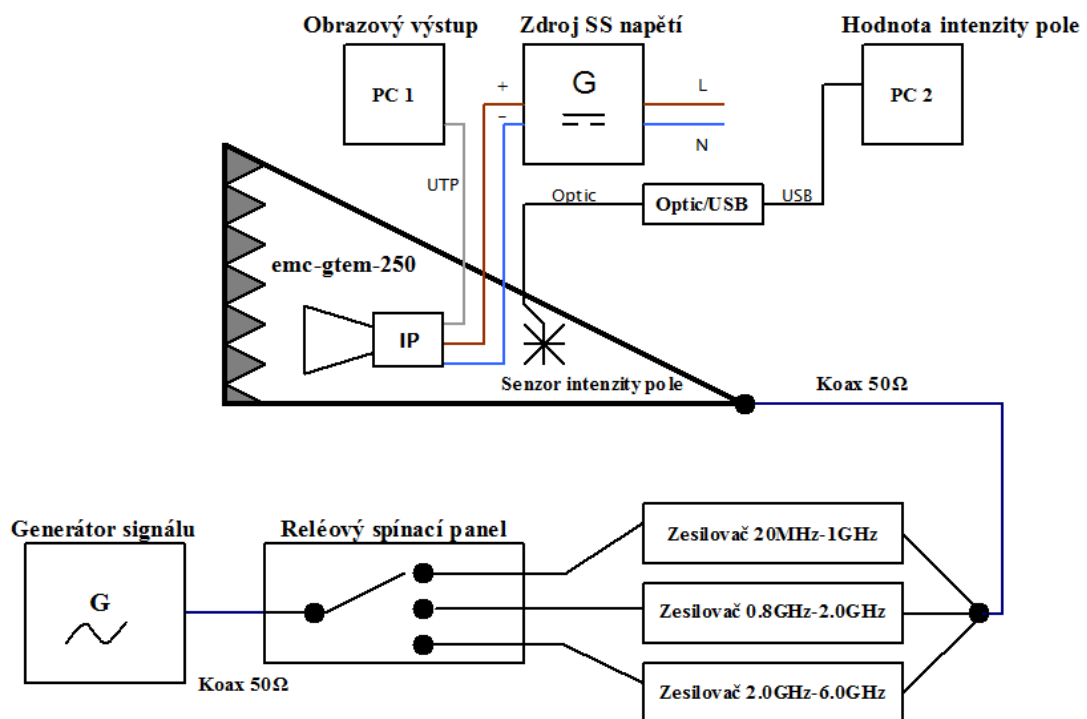 Obrazový výstup
Zdroj SS napětí
Hodnota intenzity pole
PC 1
+
−
G
L
N
PC 2
UTP
Optic
Optic/USB
USB
emc-gtem-250
IP
Senzor intenzity pole
Koax 50Ω
Generátor signálu
Reléový spínací panel
Zesilovač 20MHz-1GHz
G
Zesilovač 0.8GHz-2.0GHz
Koax 50Ω
Zesilovač 2.0GHz-6.0GHz